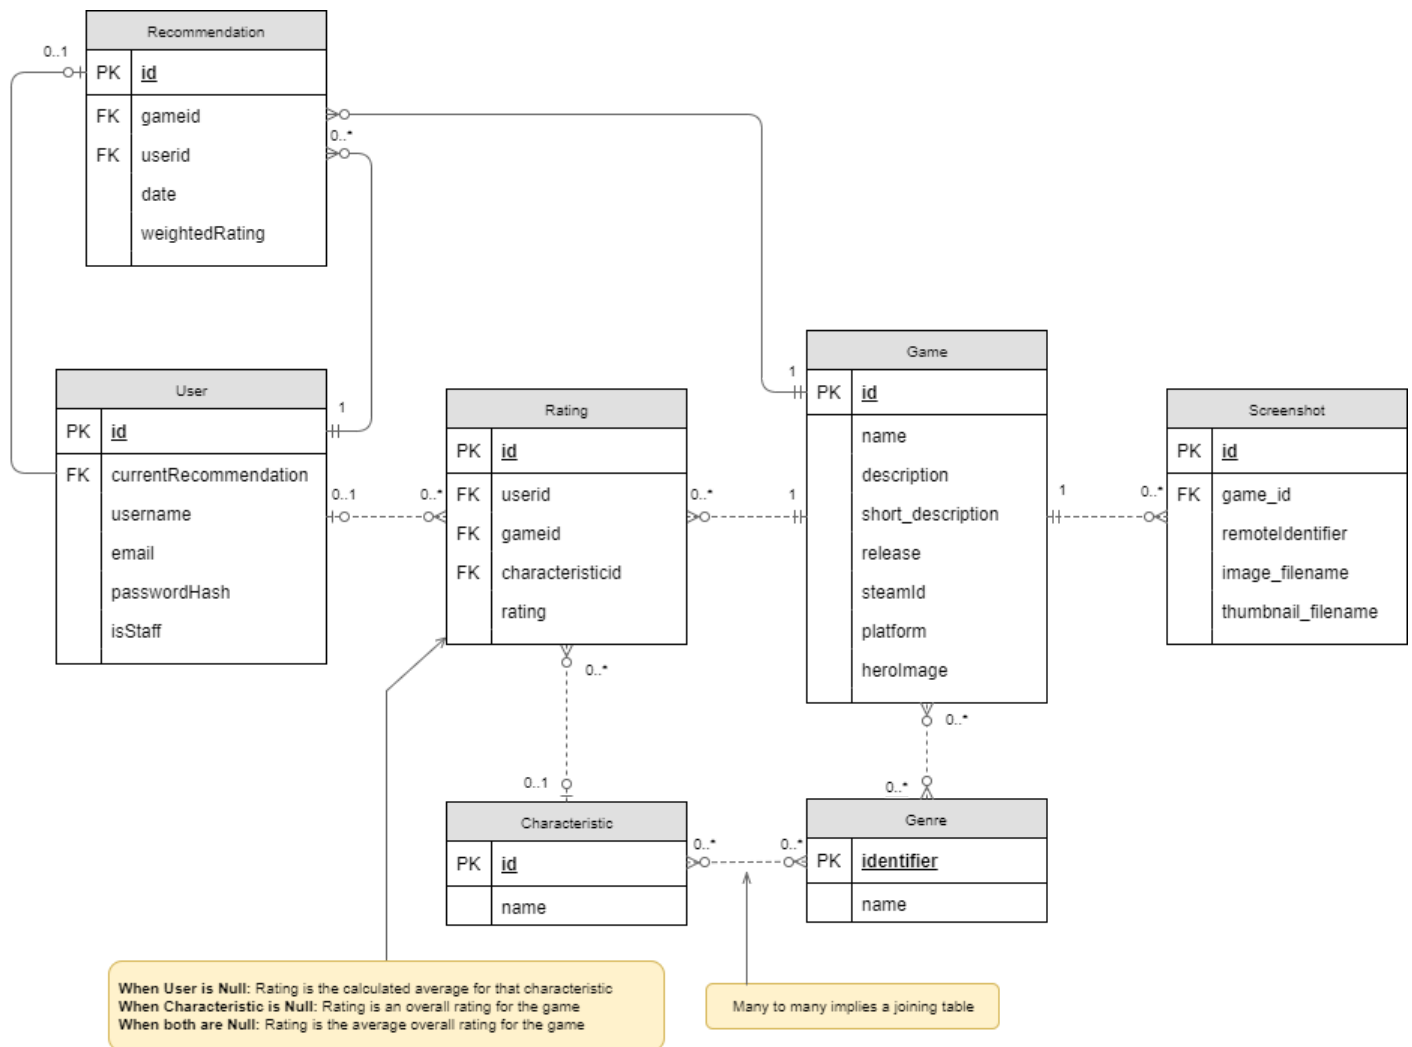 Recommendation
0..1
PK id
FK gameid
0..*
FK userid
date
weightedRating
User
1
PK id
FK currentRecommendation
username
email
passwordHash
isStaff
0..1
0..*
Rating
PK id
FK userid
FK gameid
FK characteristicid
rating
0..*
1
0..*
Game
1
PK id
name
description
short_description
release
steamId
platform
heroImage
0..*
1
0..*
Screenshot
PK id
FK game_id
remoteIdentifier
image_filename
thumbnail_filename
0..1
Characteristic
PK id
name
0..*
0..*
0..*
Genre
PK identifier
name
When User is Null: Rating is the calculated average for that characteristic
When Characteristic is Null: Rating is an overall rating for the game
When both are Null: Rating is the average overall rating for the game
Many to many implies a joining table